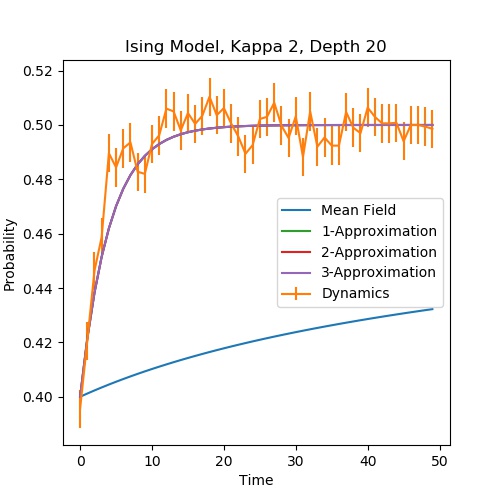 Ising Model, Kappa 2, Depth 20
0.52
0.50
0.48
0.46
0.44
0.42
0.40
Probability
Mean Field
1-Approximation
2-Approximation
3-Approximation
Dynamics
0 10 20 30 40 50
Time